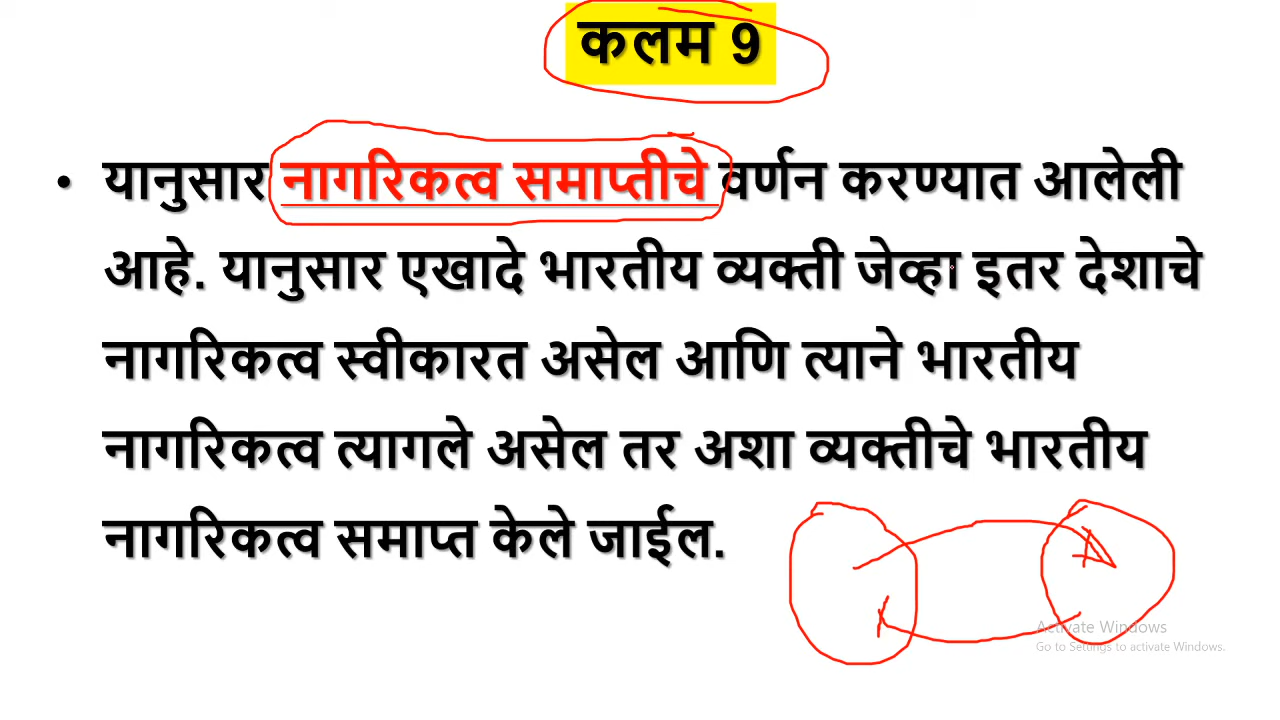 कलम 9
• यानुसार नागरिकत्व समाप्तीचे वर्णन करण्यात आलेली
आहे. यानुसार एखादे भारतीय व्यक्ती जेव्हा इतर देशाचे
नागरिकत्व स्वीकारत असेल आणि त्याने भारतीय
नागरिकत्व त्यागले असेल तर अशा व्यक्तीचे भारतीय
नागरिकत्व समाप्त केले जाईल.
Activate Windows
Go to Settings to activate Windows.